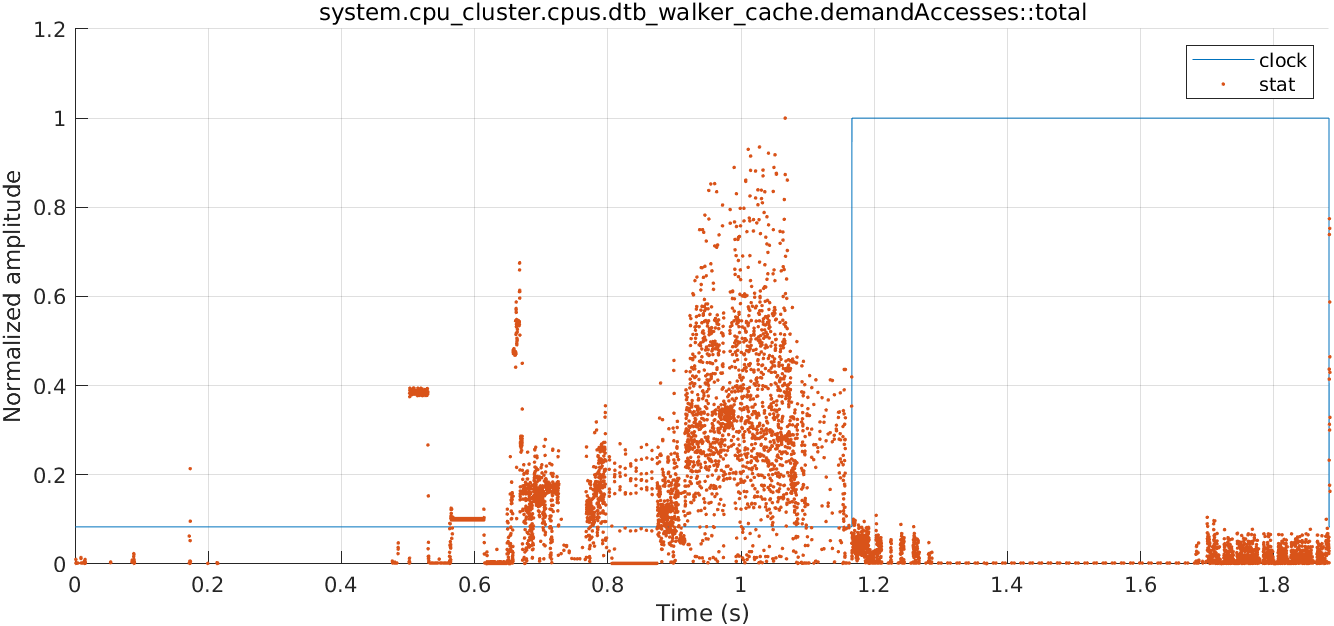 system.cpu_cluster.cpus.dtb_walker_cache.demandAccesses::total
1.2
1
0.8
0.6
0.4
0.2
0
Normalized amplitude
clock
stat
0 0.2 0.4 0.6 0.8 1 1.2 1.4 1.6 1.8
Time (s)